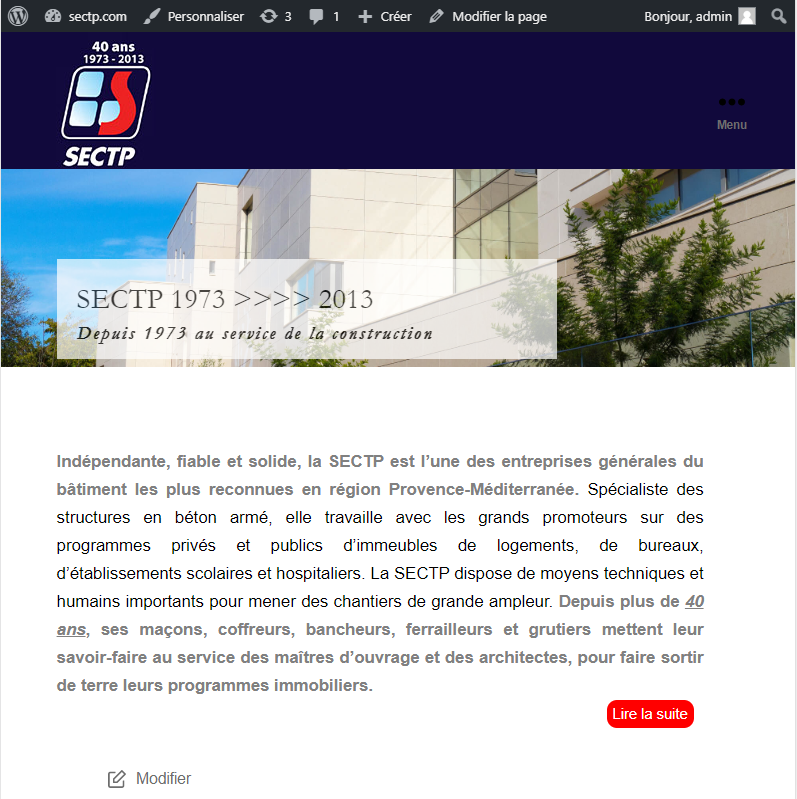 sectp.com Personnaliser 3 1 Créer Modifier la page Bonjour, admin
40 ans
1973 - 2013
SECTP
Menu
SECTP 1973 >>>> 2013
Depuis 1973 au service de la construction
Indépendante, fiable et solide, la SECTP est l’une des entreprises générales du
bâtiment les plus reconnues en région Provence-Méditerranée. Spécialiste des
structures en béton armé, elle travaille avec les grands promoteurs sur des
programmes privés et publics d’immeubles de logements, de bureaux,
d’établissements scolaires et hospitaliers. La SECTP dispose de moyens techniques et
humains importants pour mener des chantiers de grande ampleur. Depuis plus de 40
ans, ses maçons, coffreurs, bancheurs, ferrailleurs et grutiers mettent leur
savoir-faire au service des maîtres d’ouvrage et des architectes, pour faire sortir
de terre leurs programmes immobiliers.
Lire la suite
Modifier